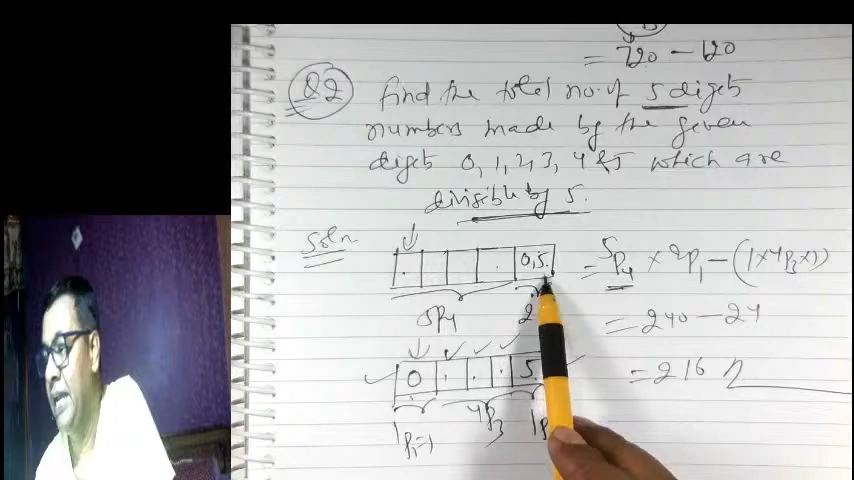 = 720 - 120
Q2 Find the total no. of 5 digets
numbers made by the given
digits 0, 1, 2, 3, 4 & 5 which are
divisible by 5.
Soln
0,5. = 5P4 × 2P1 - (1×4P3×1)
5P4 2 = 240 - 24
0 . . . 5. = 216
1P1=1 4P3 1P